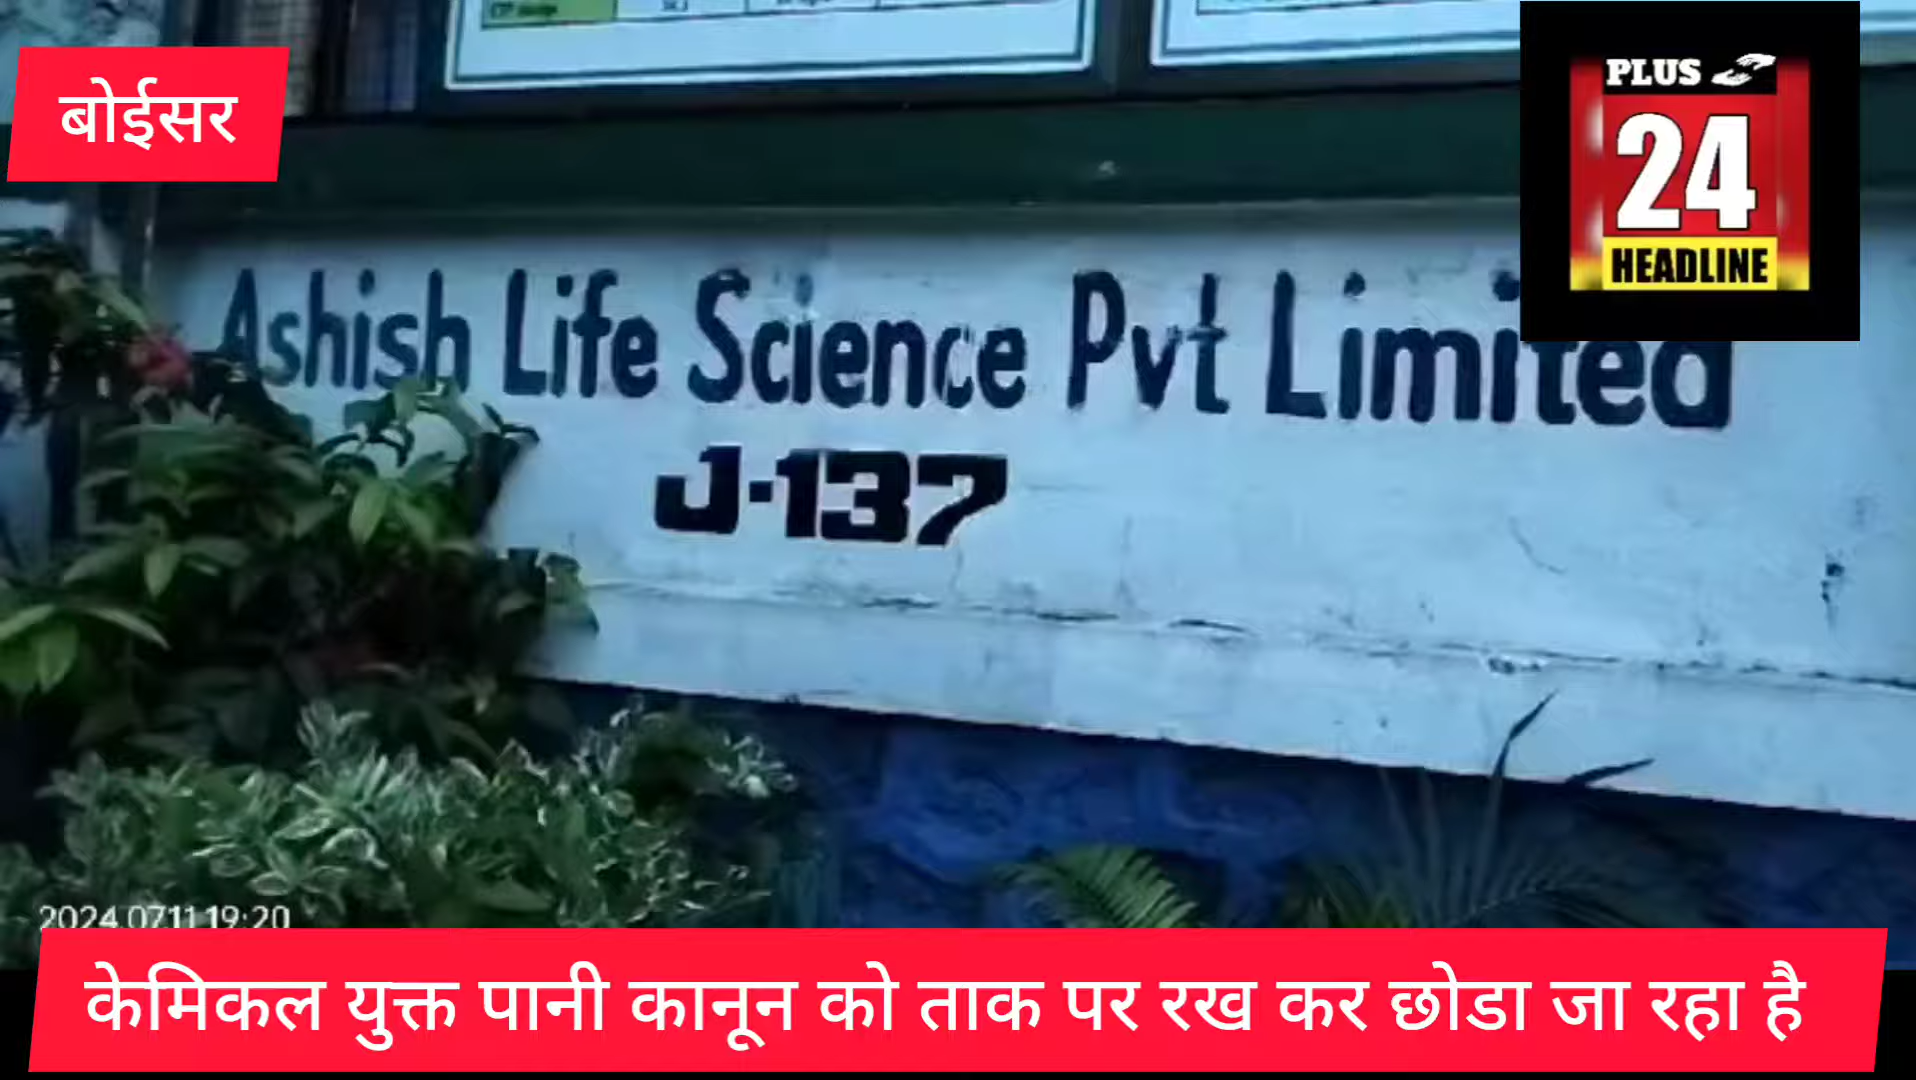 PLUS
24
HEADLINE
बोईसर
Ashish Life Science Pvt Limited
J-137
2024.07.11 19:20
केमिकल युक्त पानी कानून को ताक पर रख कर छोडा जा रहा है